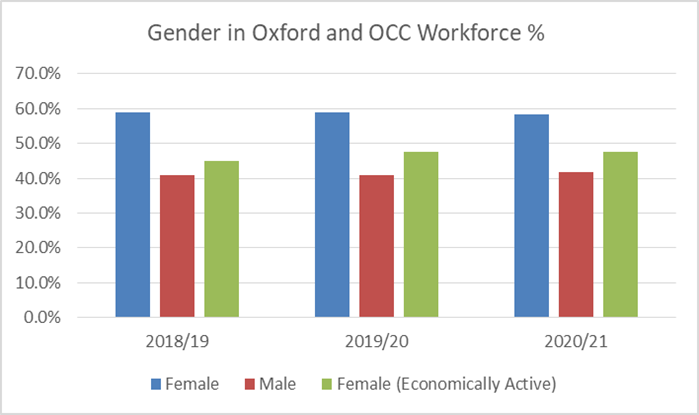 Gender in Oxford and OCC Workforce %
70.0%
60.0%
50.0%
40.0%
30.0%
20.0%
10.0%
0.0%
2018/19 2019/20 2020/21
Female Male Female (Economically Active)